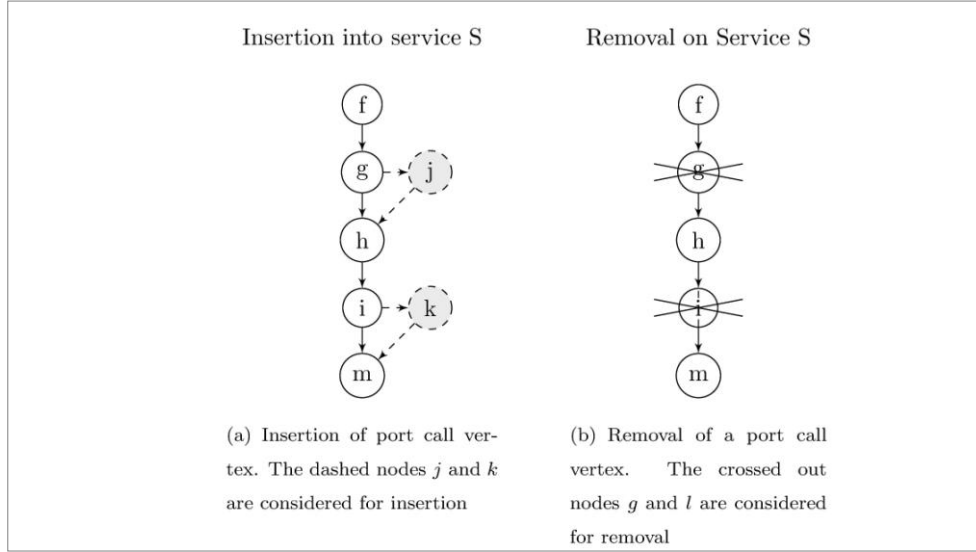 Insertion into service S
f
g
j
h
i
k
m
(a) Insertion of port call ver-
tex. The dashed nodes j and k
are considered for insertion
Removal on Service S
f
g
h
i
m
(b) Removal of a port call
vertex. The crossed out
nodes g and l are considered
for removal